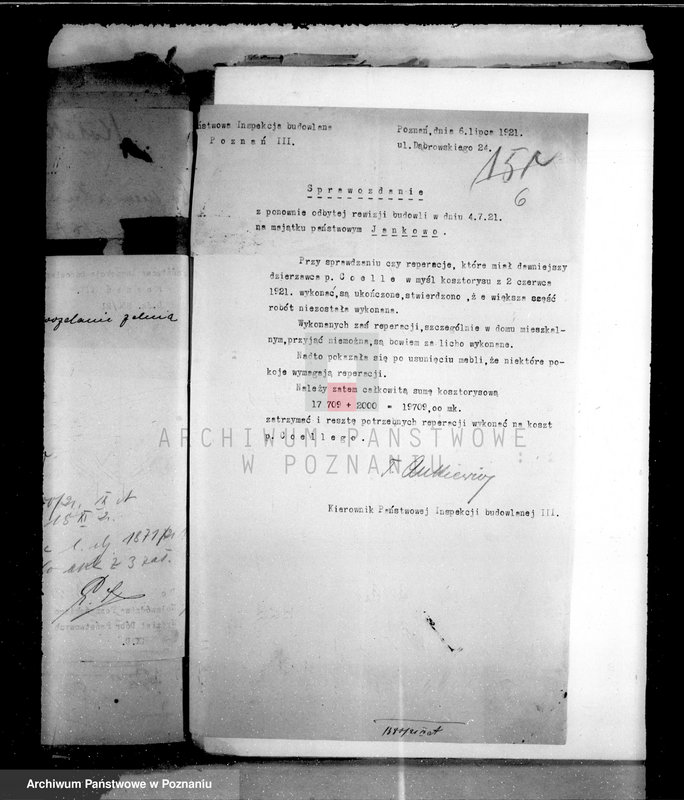 Państwowa Inspekcja budowlana
Poznań III.
Poznań,dnia 6.lipca 1921.
ul.Dąbrowskiego 24.
6
Sprawozdanie
z ponownie odbytej rewizji budowli w dniu 4.7.21.
na majątku państwowym Jankowo.
Przy sprawdzaniu czy reperacje, które miał dawniejszy
dzierżawca p. Coelle w myśl kosztorysu z 2 czerwca
1921. wykonać,są ukończone,stwierdzono ,ż e większa część
robót niezostała wykonana.
Wykonanych zaś reperacji,szczególnie w domu mieszkal-
nym,przyjąć niemożna,są bowiem za licho wykonane.
Nadto pokazała się po usunięciu mebli,że niektóre po-
koje wymagają reperacji.
Należy zatem całkowitą sumę kosztorysową
17 709 + 2000 = 19709,oo mk.
zatrzymać i resztę potrzebnych reperacji wykonać na koszt
p. Coellego.
ARCHIWUM PAŃSTWOWE
W POZNANIU
Kierownik Państwowej Inspekcji budowlanej III.
Archiwum Państwowe w Poznaniu